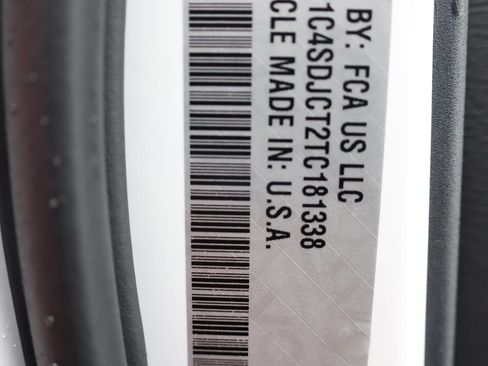 BY: FCA US LLC
1C4SDJCT2TC181338
CLE MADE IN: U.S.A.